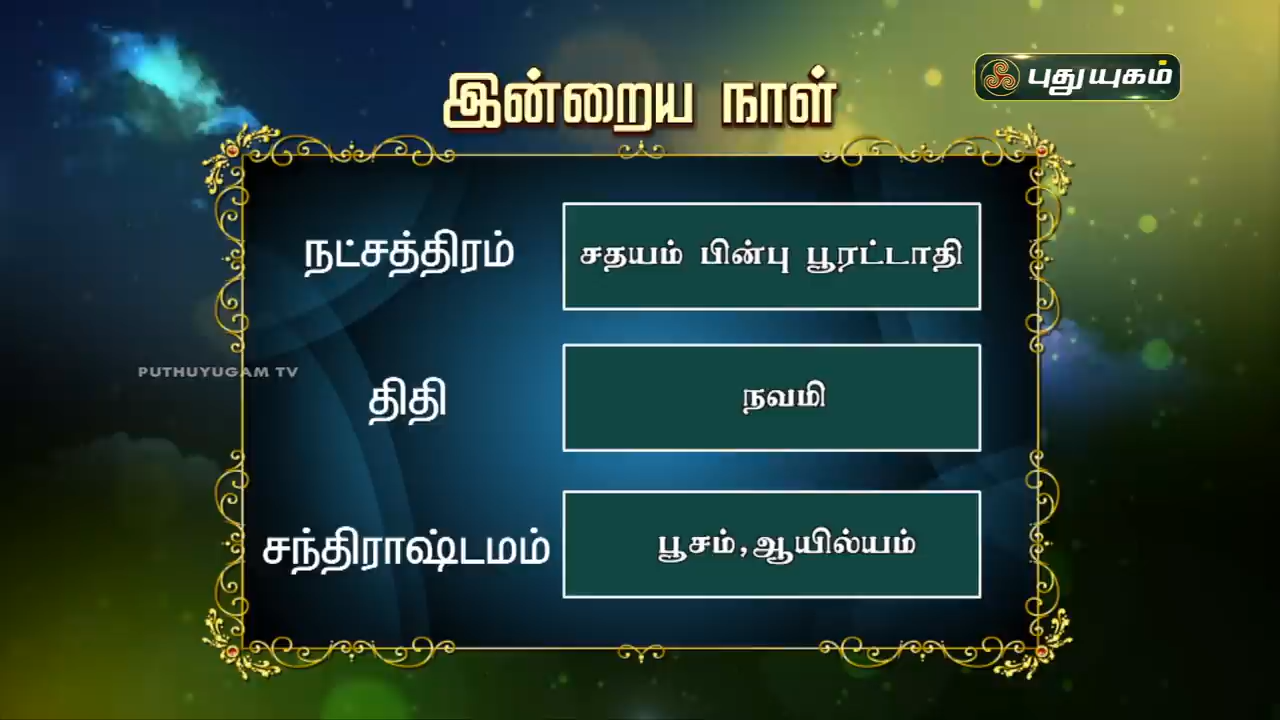 இன்றைய நாள்
புதுயுகம்
நட்சத்திரம்
சதயம் பின்பு பூரட்டாதி
PUTHUYUGAM TV
திதி
நவமி
சந்திராஷ்டமம்
பூசம்,ஆயில்யம்